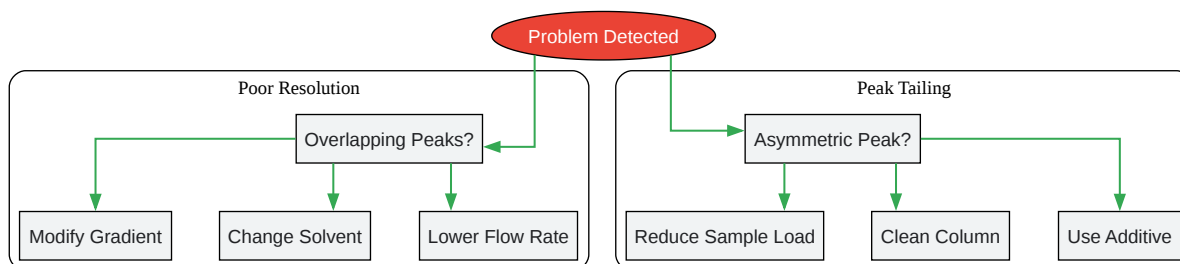 Problem Detected
Poor Resolution
Peak Tailing
Overlapping Peaks?
Asymmetric Peak?
Modify Gradient
Change Solvent
Lower Flow Rate
Reduce Sample Load
Clean Column
Use Additive